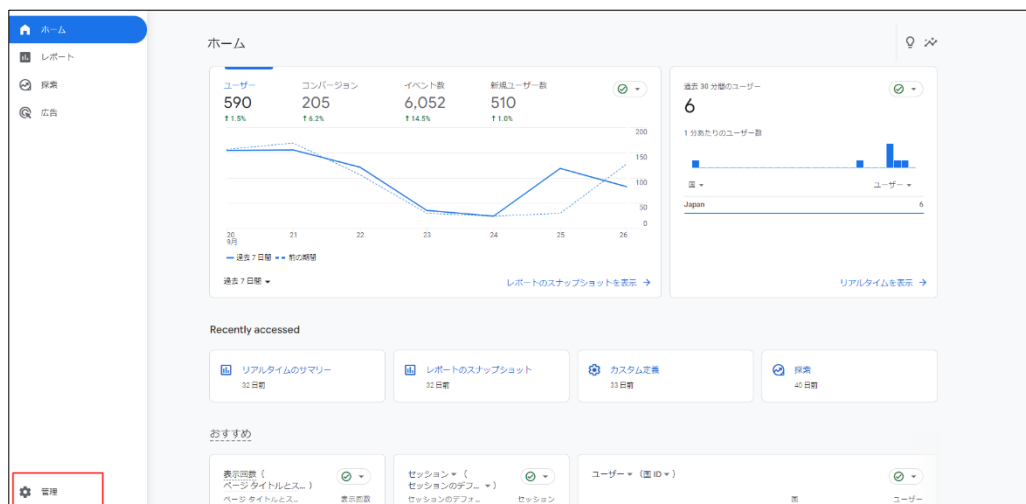 ホーム
レポート
探索
広告
管理
ホーム
ユーザー
590
↑1.5%
コンバージョン
205
↑6.2%
イベント数
6,052
↑14.5%
新規ユーザー数
510
↑1.0%
200
150
100
50
0
20
9月
21
22
23
24
25
26
過去 7 日間
前の期間
過去 7 日間
レポートのスナップショットを表示
過去 30 分間のユーザー
6
1 分あたりのユーザー数
国
ユーザー
Japan
6
リアルタイムを表示
Recently accessed
リアルタイムのサマリー
32 日前
レポートのスナップショット
32 日前
カスタム定義
33 日前
探索
40 日前
おすすめ
表示回数（
ページ タイトルとス…）
ページ タイトルとス…
表示回数
セッション（
セッションのデフ…）
セッションのデフォ…
セッション
ユーザー（国 ID）
国
ユーザー